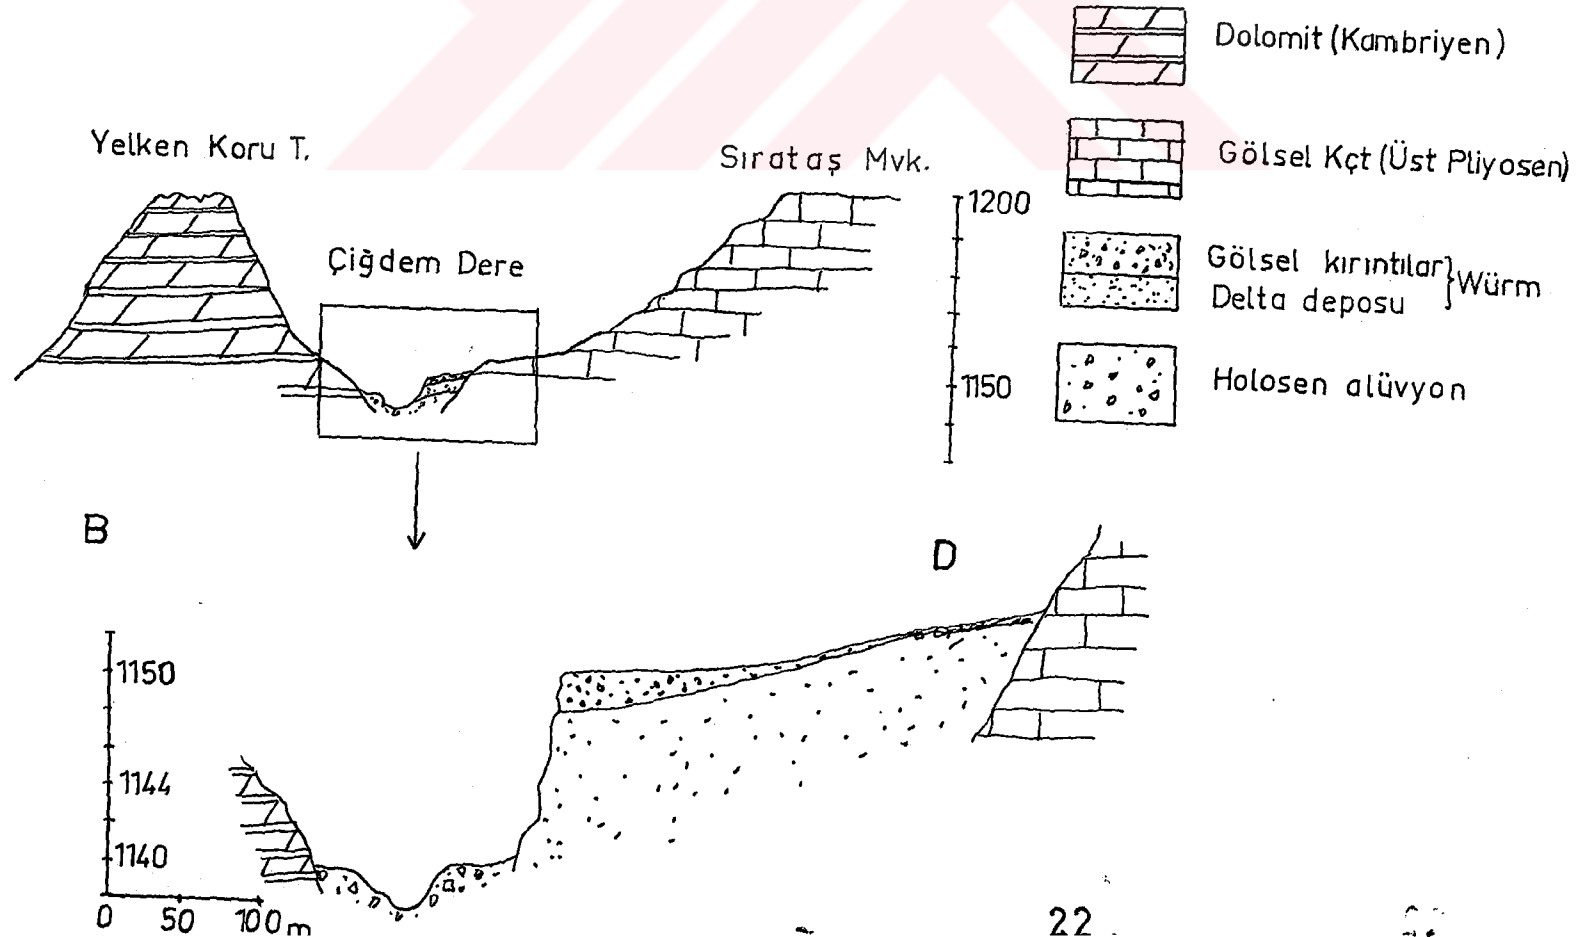 Dolomit (Kambriyen)
Yelken Koru T.
Sırataş Mvk.
Gölsel Kçt (Üst Pliyosen)
1200
Çiğdem Dere
Gölsel kırıntılar
Delta deposu
Würm
1150
Holosen alüvyon
B
D
1150
1144
1140
0 50 100m
22